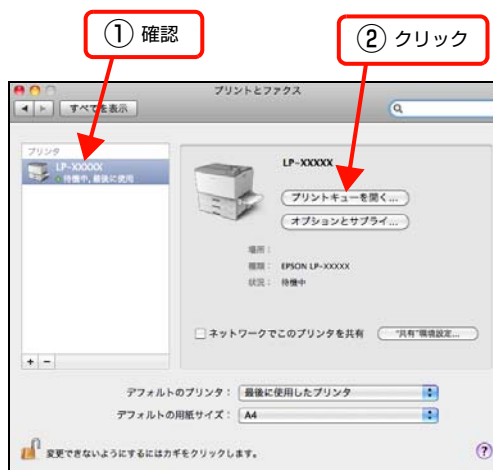 ① 確認
② クリック
プリントとファクス
すべてを表示
プリンタ
LP-XXXXX
待機中, 最後に使用
LP-XXXXX
プリントキューを開く...
オプションとサプライ...
場所：
種類： EPSON LP-XXXXX
状況： 待機中
ネットワークでこのプリンタを共有
"共有"環境設定...
+ −
デフォルトのプリンタ： 最後に使用したプリンタ
デフォルトの用紙サイズ： A4
変更できないようにするにはカギをクリックします。
?